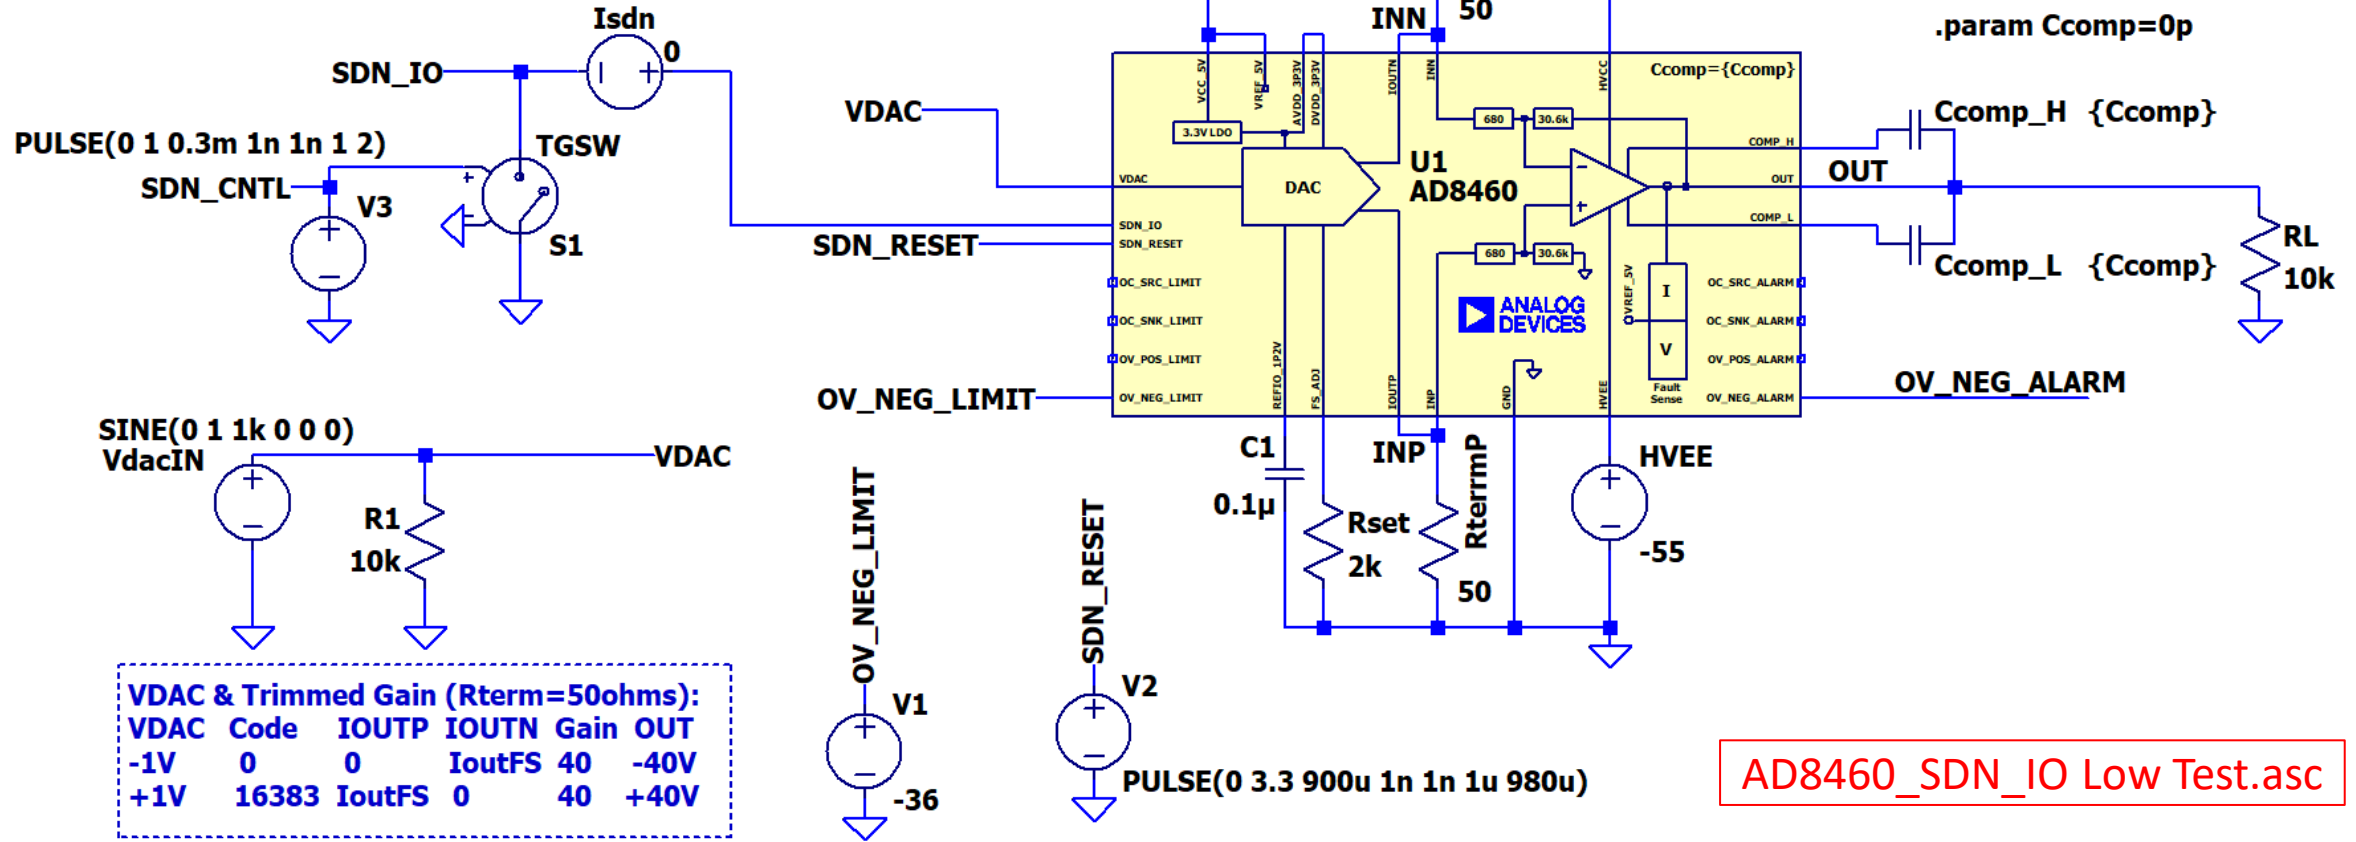 Isdn
0
SDN_IO
PULSE(0 1 0.3m 1n 1n 1 2)
TGSW
SDN_CNTL
V3
S1
VDAC
SDN_RESET
OV_NEG_LIMIT
INN
50
.param Ccomp=0p
VCC_5V
VREF_5V
AVDD_3P3V
DVDD_3P3V
IOUTN
INN
HVCC
Ccomp={Ccomp}
3.3V LDO
680
30.6k
COMP_H
U1
AD8460
VDAC
DAC
OUT
SDN_IO
COMP_L
SDN_RESET
680
30.6k
OC_SRC_LIMIT
VREF_5V
I
OC_SRC_ALARM
ANALOG
DEVICES
OC_SNK_LIMIT
OC_SNK_ALARM
OV_POS_LIMIT
V
OV_POS_ALARM
Fault
Sense
OV_NEG_LIMIT
REFIO_1P2V
FS_ADJ
IOUTP
INP
GND
HVEE
OV_NEG_ALARM
Ccomp_H {Ccomp}
OUT
Ccomp_L {Ccomp}
RL
10k
OV_NEG_ALARM
SINE(0 1 1k 0 0 0)
VdacIN
VDAC
R1
10k
C1
0.1µ
Rset
2k
INP
RterrmP
50
HVEE
-55
OV_NEG_LIMIT
V1
-36
SDN_RESET
V2
PULSE(0 3.3 900u 1n 1n 1u 980u)
VDAC & Trimmed Gain (Rterm=50ohms):
VDAC Code IOUTP IOUTN Gain OUT
-1V 0 0 IoutFS 40 -40V
+1V 16383 IoutFS 0 40 +40V
AD8460_SDN_IO Low Test.asc